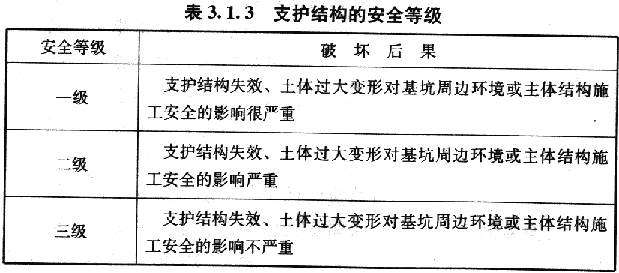 表 3.1.3 支护结构的安全等级
安全等级 破坏后果
一级 支护结构失效、土体过大变形对基坑周边环境或主体结构施
工安全的影响很严重
二级 支护结构失效、土体过大变形对基坑周边环境或主体结构施
工安全的影响严重
三级 支护结构失效、土体过大变形对基坑周边环境或主体结构施
工安全的影响不严重